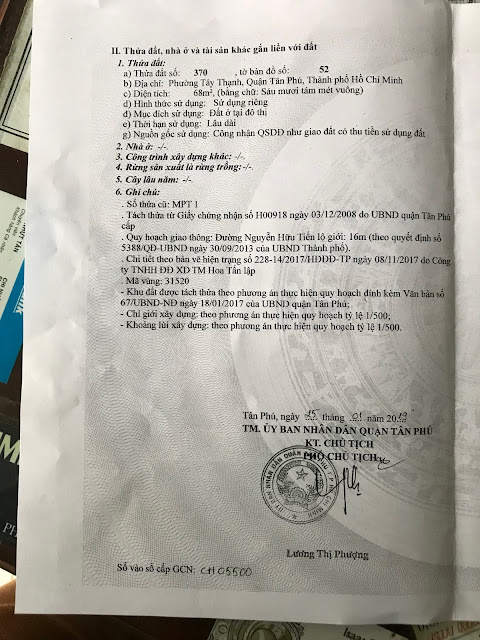 II. Thửa đất, nhà ở và tài sản khác gắn liền với đất
1. Thửa đất:
a) Thửa đất số: 370 , tờ bản đồ số: 52
b) Địa chỉ: Phường Tây Thạnh, Quận Tân Phú, Thành phố Hồ Chí Minh
c) Diện tích: 68m², (bằng chữ: Sáu mươi tám mét vuông)
d) Hình thức sử dụng: Sử dụng riêng
đ) Mục đích sử dụng: Đất ở tại đô thị
e) Thời hạn sử dụng: Lâu dài
g) Nguồn gốc sử dụng: Công nhận QSDĐ như giao đất có thu tiền sử dụng đất
2. Nhà ở: -/-.
3. Công trình xây dựng khác: -/-.
4. Rừng sản xuất là rừng trồng: -/-.
5. Cây lâu năm: -/-.
6. Ghi chú:
. Số thửa cũ: MPT 1
. Tách thửa từ Giấy chứng nhận số H00918 ngày 03/12/2008 do UBND quận Tân Phú
cấp
. Quy hoạch giao thông: Đường Nguyễn Hữu Tiến lộ giới: 16m (theo quyết định số
5388/QĐ-UBND ngày 30/09/2013 của UBND Thành phố).
. Chi tiết theo bản vẽ hiện trạng số 228-14/2017/HĐDĐ-TP ngày 08/11/2017 do Công
ty TNHH ĐĐ XD TM Hoa Tấn lập
. Mã vùng: 31520
- Khu đất được tách thửa theo phương án thực hiện quy hoạch đính kèm Văn bản số
67/UBND-NĐ ngày 18/01/2017 của UBND quận Tân Phú;
- Chỉ giới xây dựng: theo phương án thực hiện quy hoạch tỷ lệ 1/500;
- Khoảng lùi xây dựng: theo phương án thực hiện quy hoạch tỷ lệ 1/500.
Tân Phú, ngày 15 tháng 01 năm 2019
TM. ỦY BAN NHÂN DÂN QUẬN TÂN PHÚ
KT. CHỦ TỊCH
PHÓ CHỦ TỊCH
Lương Thị Phượng
Số vào sổ cấp GCN: CH05500